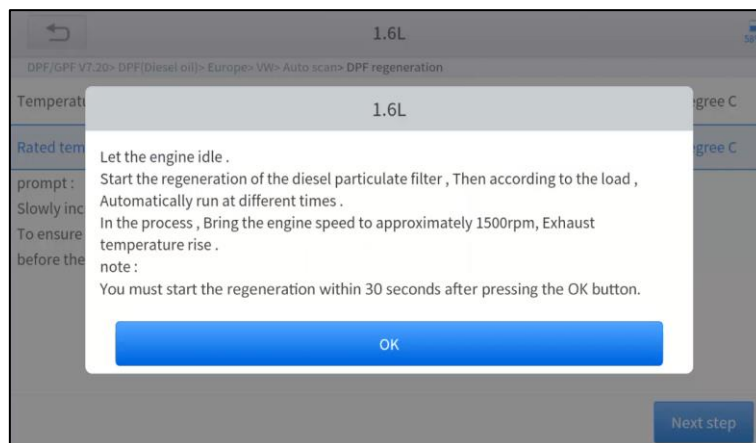 1.6L
DPF/GPF V7.20> DPF(Diesel oil)> Europe> VW> Auto scan> DPF regeneration
1.6L
Let the engine idle .
Start the regeneration of the diesel particulate filter , Then according to the load ,
Automatically run at different times .
In the process , Bring the engine speed to approximately 1500rpm, Exhaust
temperature rise .
note :
You must start the regeneration within 30 seconds after pressing the OK button.
OK
Rated tem
prompt :
Slowly inc
To ensure
before the
Next step